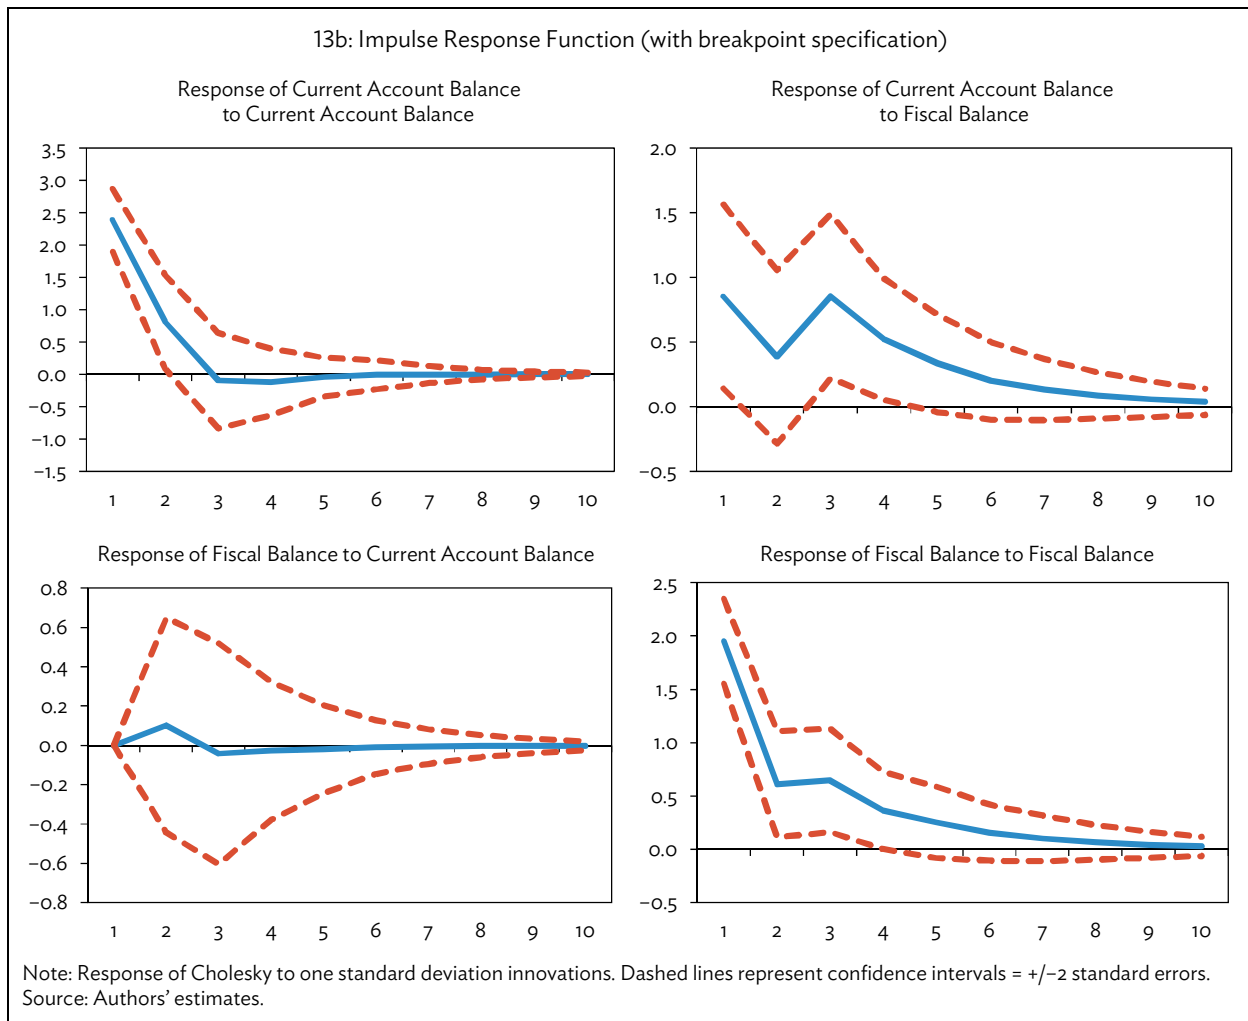 13b: Impulse Response Function (with breakpoint specification)
Response of Current Account Balance
to Current Account Balance
3.5
3.0
2.5
2.0
1.5
1.0
0.5
0.0
−0.5
−1.0
−1.5
1 2 3 4 5 6 7 8 9 10
Response of Current Account Balance
to Fiscal Balance
2.0
1.5
1.0
0.5
0.0
−0.5
1 2 3 4 5 6 7 8 9 10
Response of Fiscal Balance to Current Account Balance
0.8
0.6
0.4
0.2
0.0
−0.2
−0.4
−0.6
−0.8
1 2 3 4 5 6 7 8 9 10
Response of Fiscal Balance to Fiscal Balance
2.5
2.0
1.5
1.0
0.5
0.0
−0.5
1 2 3 4 5 6 7 8 9 10
Note: Response of Cholesky to one standard deviation innovations. Dashed lines represent confidence intervals = +/−2 standard errors.
Source: Authors’ estimates.